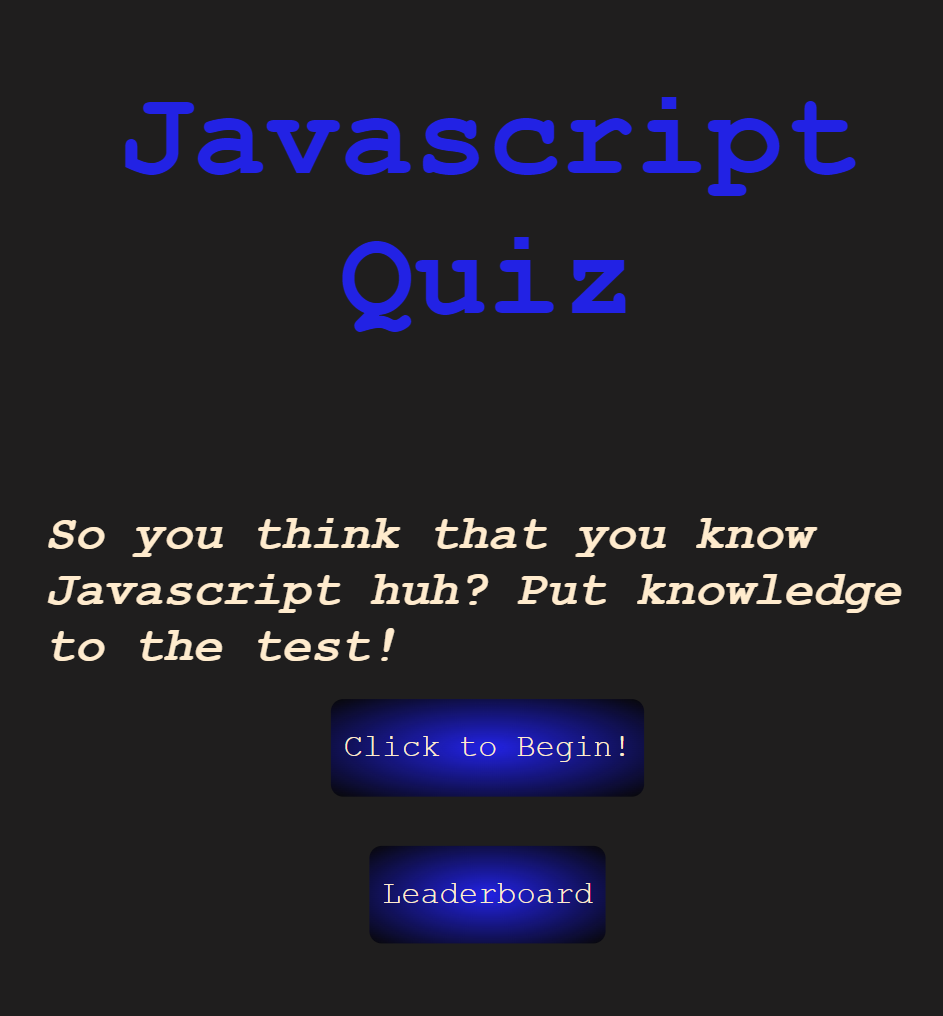 Javascript
Quiz
So you think that you know
Javascript huh? Put knowledge
to the test!
Click to Begin!
Leaderboard